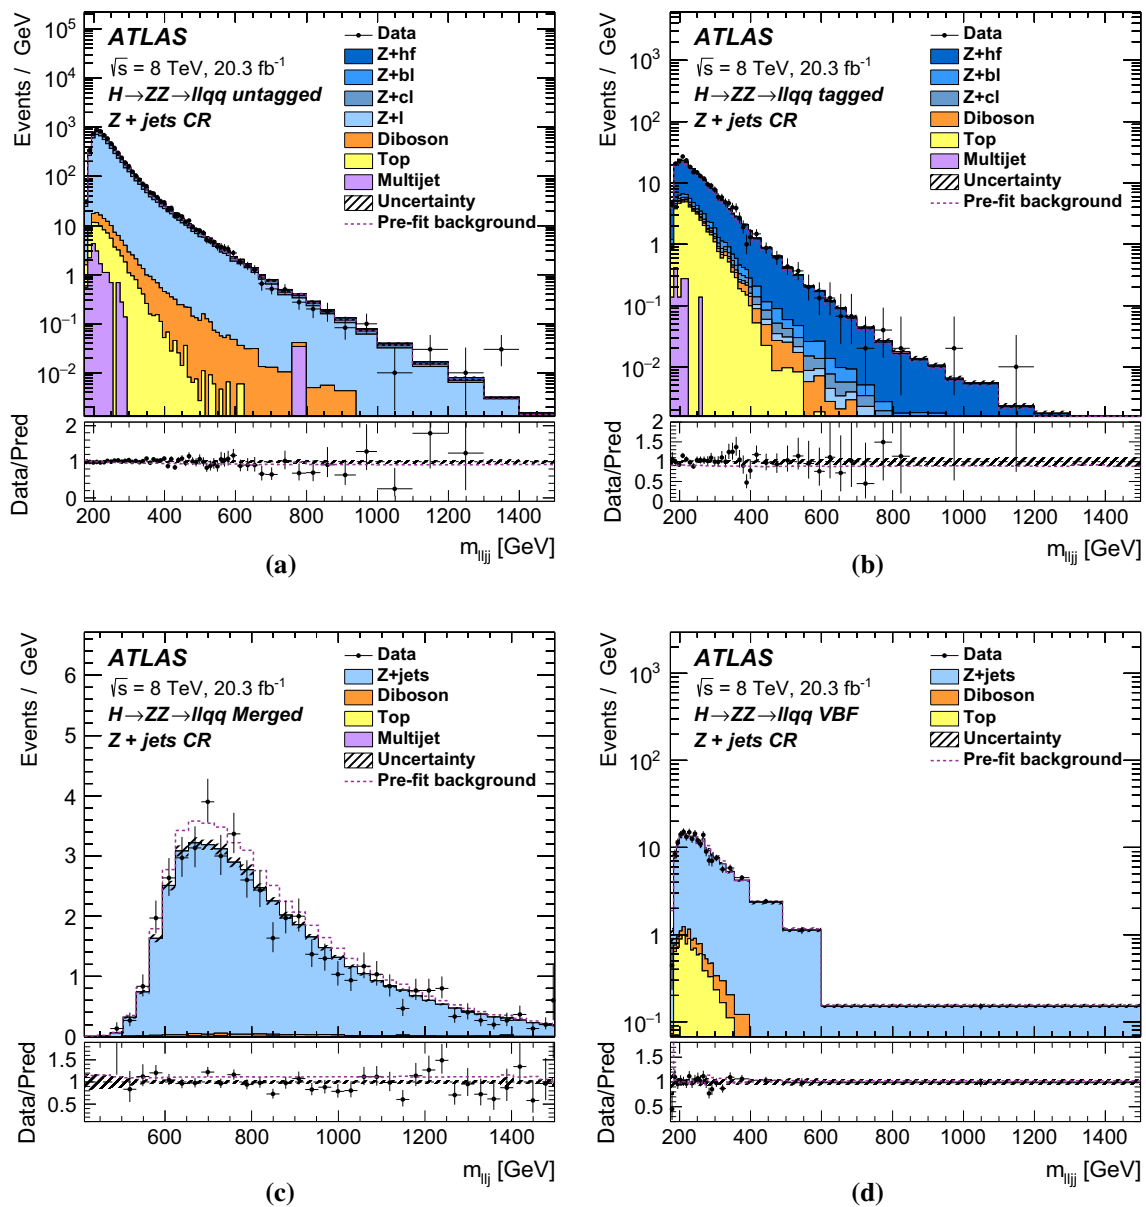 Events / GeV
10⁵
10⁴
10³
10²
10
1
10⁻¹
10⁻²
ATLAS
√s = 8 TeV, 20.3 fb⁻¹
H→ZZ→llqq untagged
Z + jets CR
Data
Z+hf
Z+bl
Z+cl
Z+l
Diboson
Top
Multijet
Uncertainty
Pre-fit background
Data/Pred
2
1
0
200 400 600 800 1000 1200 1400
m_lljj [GeV]
(a)
Events / GeV
10³
10²
10
1
10⁻¹
10⁻²
ATLAS
√s = 8 TeV, 20.3 fb⁻¹
H→ZZ→llqq tagged
Z + jets CR
Data
Z+hf
Z+bl
Z+cl
Z+l
Diboson
Top
Multijet
Uncertainty
Pre-fit background
Data/Pred
2
1.5
1
0.5
0
200 400 600 800 1000 1200 1400
m_lljj [GeV]
(b)
Events / GeV
6
5
4
3
2
1
0
ATLAS
√s = 8 TeV, 20.3 fb⁻¹
H→ZZ→llqq Merged
Z + jets CR
Data
Z+jets
Diboson
Top
Multijet
Uncertainty
Pre-fit background
Data/Pred
1.5
1
0.5
600 800 1000 1200 1400
m_llj [GeV]
(c)
Events / GeV
10³
10²
10
1
10⁻¹
ATLAS
√s = 8 TeV, 20.3 fb⁻¹
H→ZZ→llqq VBF
Z + jets CR
Data
Z+jets
Diboson
Top
Uncertainty
Pre-fit background
Data/Pred
1.5
1
0.5
200 400 600 800 1000 1200 1400
m_lljj [GeV]
(d)